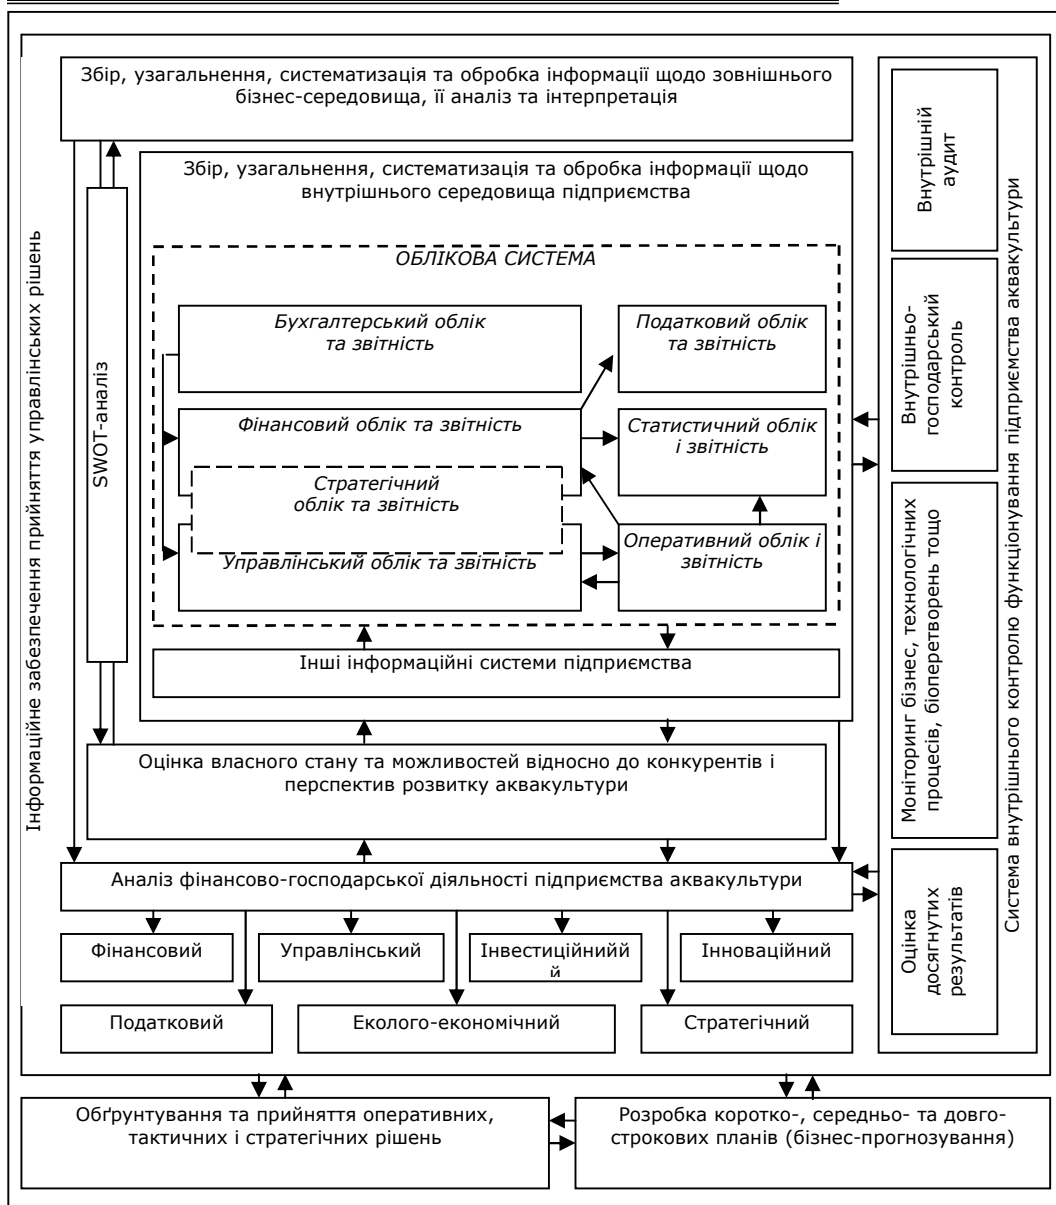 Інформаційне забезпечення прийняття управлінських рішень
Збір, узагальнення, систематизація та обробка інформації щодо зовнішнього
бізнес-середовища, її аналіз та інтерпретація
SWOT-аналіз
Збір, узагальнення, систематизація та обробка інформації щодо
внутрішнього середовища підприємства
ОБЛІКОВА СИСТЕМА
Бухгалтерський облік
та звітність
Податковий облік
та звітність
Фінансовий облік та звітність
Статистичний облік
і звітність
Стратегічний
облік та звітність
Управлінський облік та звітність
Оперативний облік і
звітність
Інші інформаційні системи підприємства
Оцінка власного стану та можливостей відносно до конкурентів і
перспектив розвитку аквакультури
Аналіз фінансово-господарської діяльності підприємства аквакультури
Фінансовий
Управлінський
Інвестиційнийй
й
Інноваційний
Податковий
Еколого-економічний
Стратегічний
Внутрішній
аудит
Внутрішньо-
господарський
контроль
Моніторинг бізнес, технологічних
процесів, біоперетворень тощо
Оцінка
досягнутих
результатів
Система внутрішнього контролю функціонування підприємства аквакультури
Обґрунтування та прийняття оперативних,
тактичних і стратегічних рішень
Розробка коротко-, середньо- та довго-
строкових планів (бізнес-прогнозування)